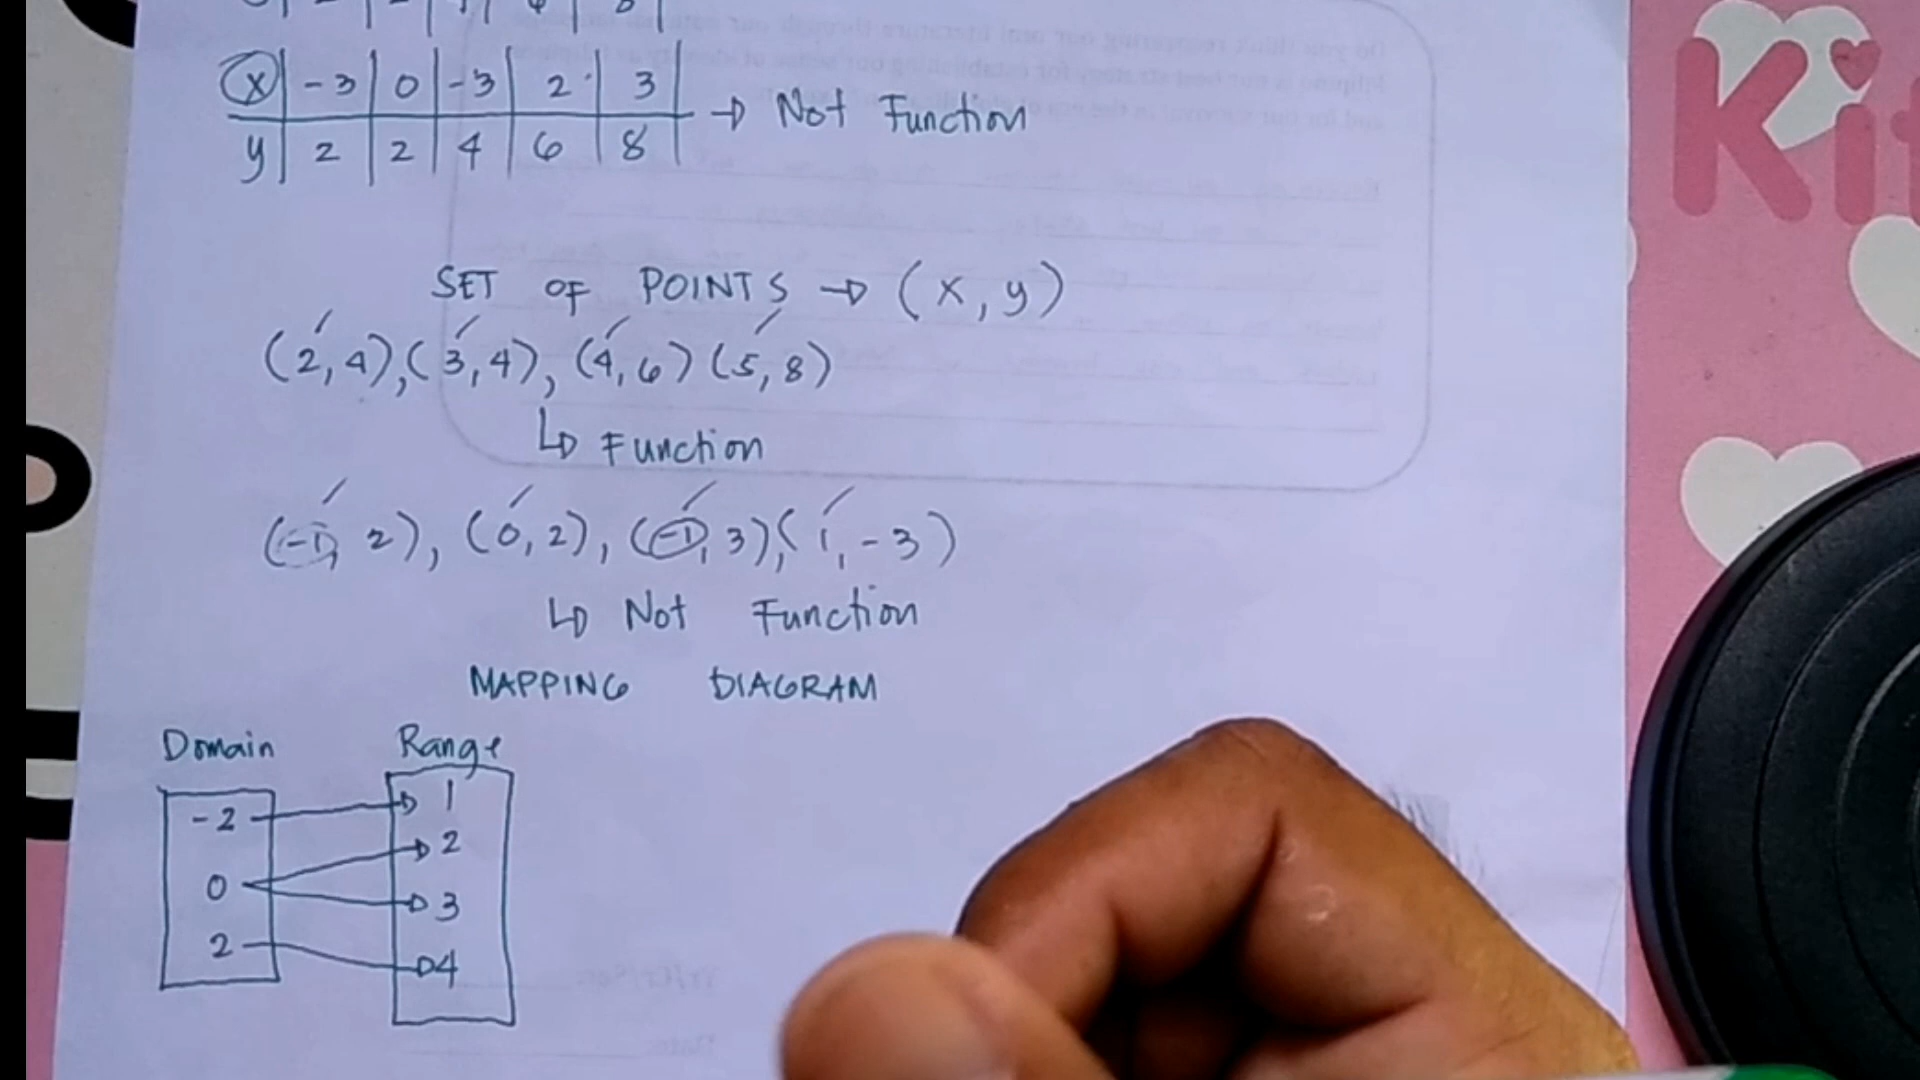 x -3 0 -3 2 3 → Not Function
y 2 2 4 6 8
SET OF POINTS → (x, y)
(2, 4), (3, 4), (4, 6) (5, 8)
↳ Function
(-1, 2), (0, 2), (-1, 3), (1, -3)
↳ Not Function
MAPPING DIAGRAM
Domain Range
-2 1
2
0
3
2 4
Ki